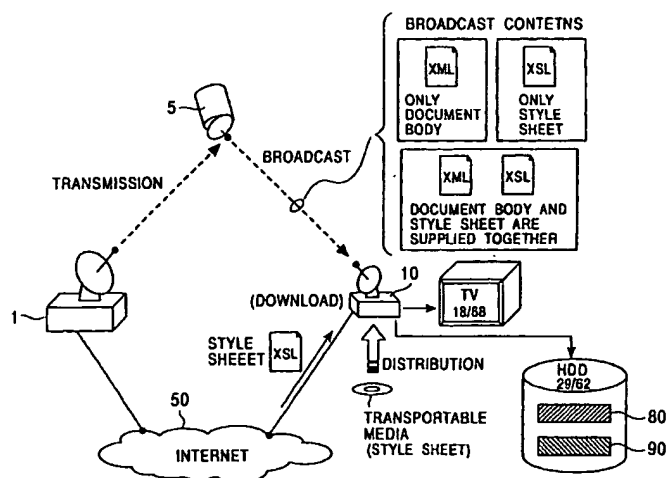 BROADCAST CONTETNS
XML
ONLY
DOCUMENT
BODY
XSL
ONLY
STYLE
SHEET
XML XSL
DOCUMENT BODY AND
STYLE SHEET ARE
SUPPLIED TOGETHER
5
BROADCAST
TRANSMISSION
1
(DOWNLOAD)
10
TV
18/68
STYLE
SHEEET
XSL
DISTRIBUTION
TRANSPORTABLE
MEDIA
(STYLE SHEET)
HDD
29/62
80
90
50
INTERNET